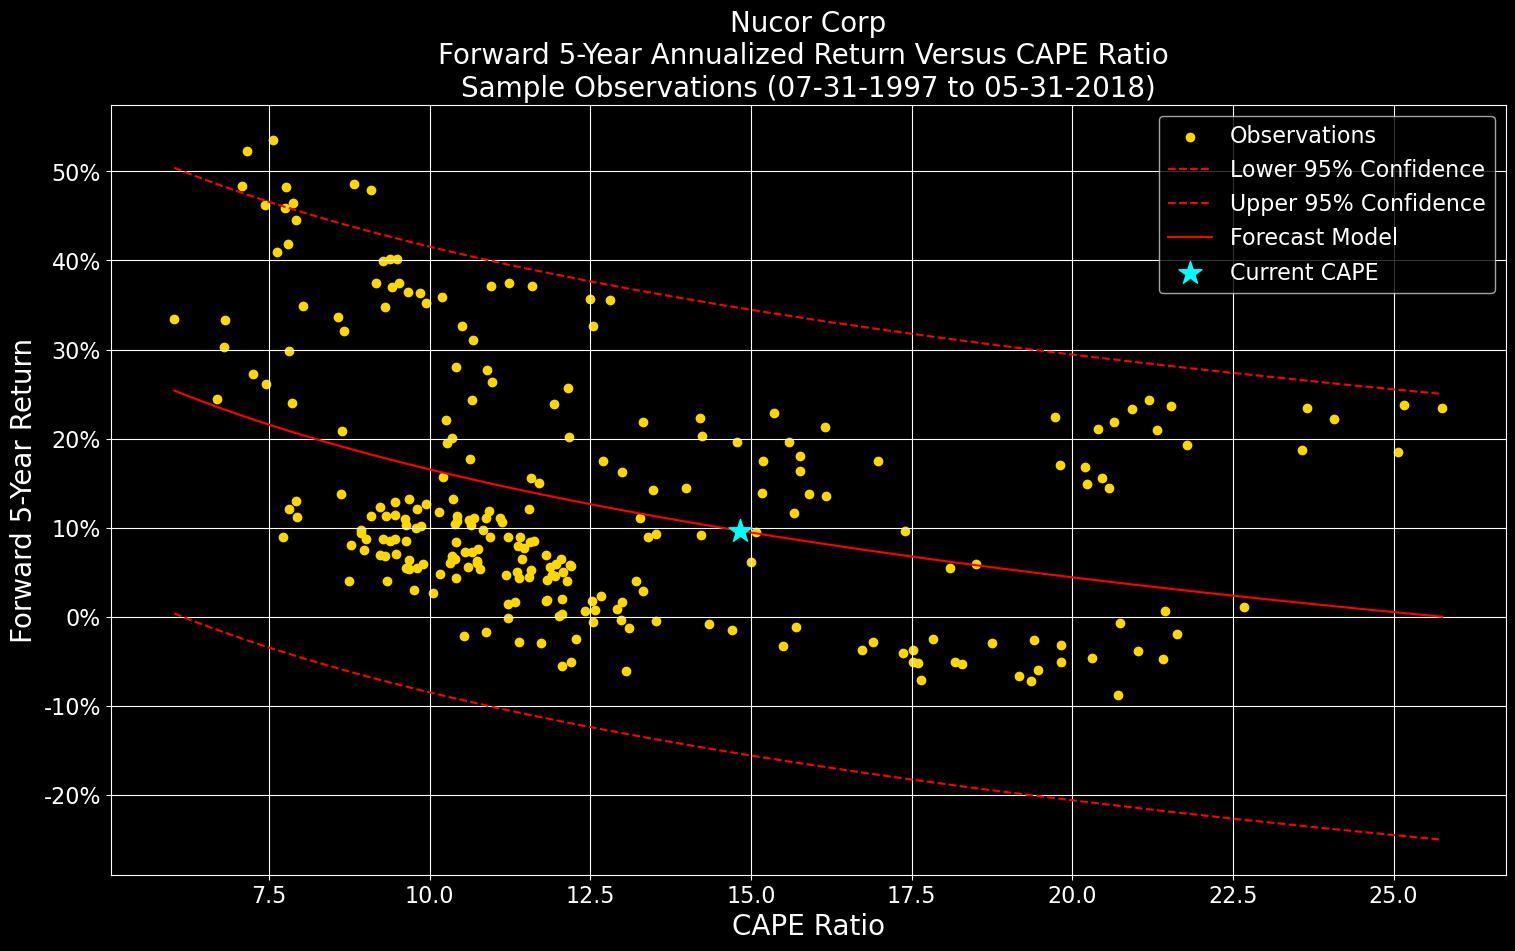 Nucor Corp
Forward 5-Year Annualized Return Versus CAPE Ratio
Sample Observations (07-31-1997 to 05-31-2018)
Observations
Lower 95% Confidence
Upper 95% Confidence
Forecast Model
Current CAPE
Forward 5-Year Return
50%
40%
30%
20%
10%
0%
-10%
-20%
7.5
10.0
12.5
15.0
17.5
20.0
22.5
25.0
CAPE Ratio